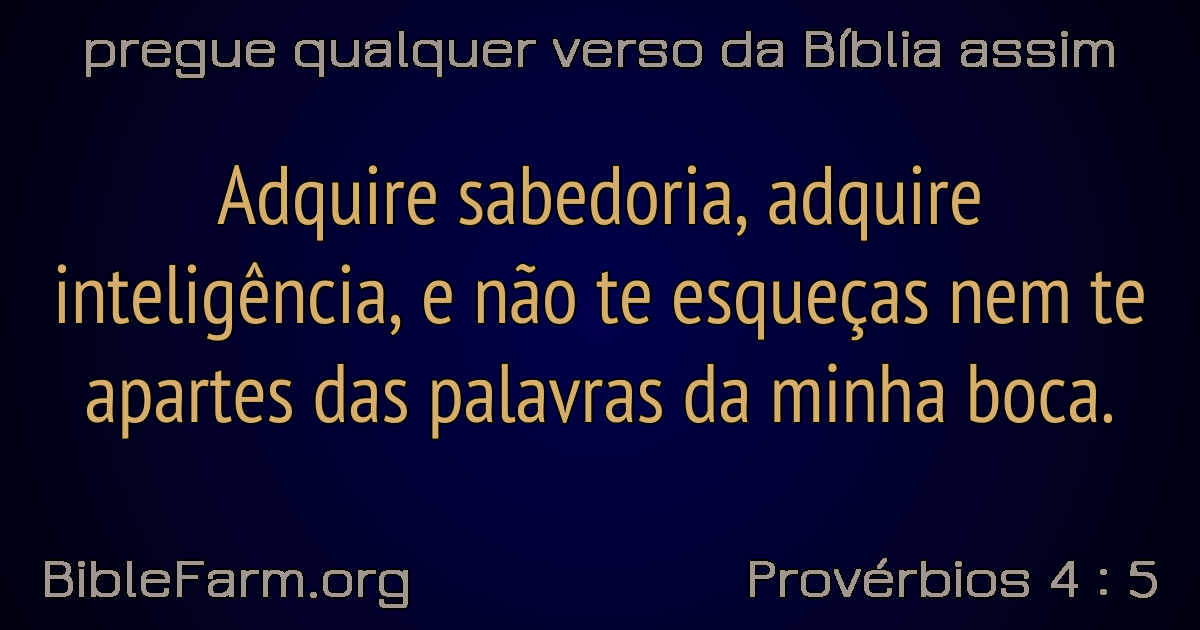 pregue qualquer verso da Bíblia assim
Adquire sabedoria, adquire
inteligência, e não te esqueças nem te
apartes das palavras da minha boca.
BibleFarm.org
Provérbios 4 : 5